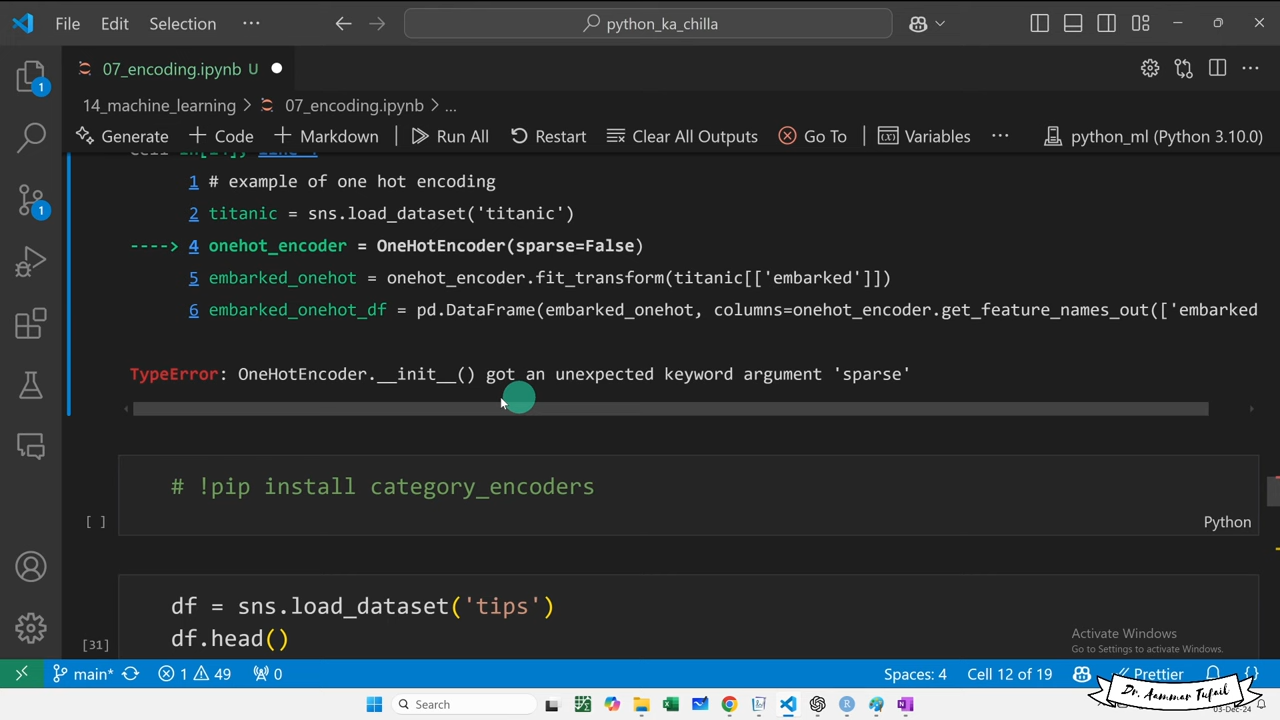 File Edit Selection ··· python_ka_chilla
07_encoding.ipynb U
14_machine_learning > 07_encoding.ipynb > ...
Generate + Code + Markdown | Run All Restart Clear All Outputs Go To Variables ··· python_ml (Python 3.10.0)
1 # example of one hot encoding
2 titanic = sns.load_dataset('titanic')
----> 4 onehot_encoder = OneHotEncoder(sparse=False)
5 embarked_onehot = onehot_encoder.fit_transform(titanic[['embarked']])
6 embarked_onehot_df = pd.DataFrame(embarked_onehot, columns=onehot_encoder.get_feature_names_out(['embarked
TypeError: OneHotEncoder.__init__() got an unexpected keyword argument 'sparse'
# !pip install category_encoders
[ ]
Python
df = sns.load_dataset('tips')
df.head()
[31]
Activate Windows
Go to Settings to activate Windows.
main* 1 49 0 Spaces: 4 Cell 12 of 19 Prettier
Search
Dr. Aammar Tufail
03-Dec-24